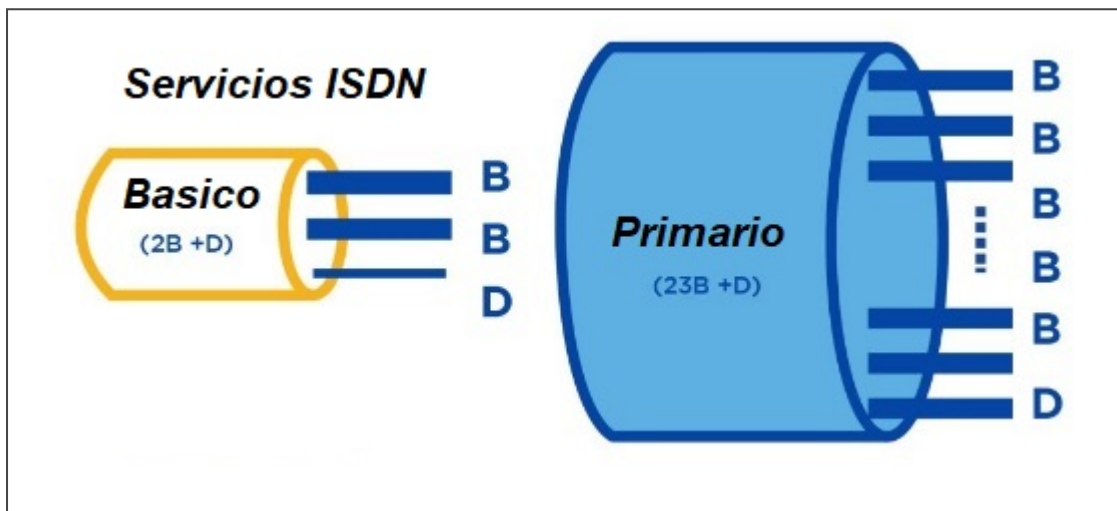 Servicios ISDN
Basico
(2B +D)
B
B
D
Primario
(23B +D)
B
B
B
B
B
D